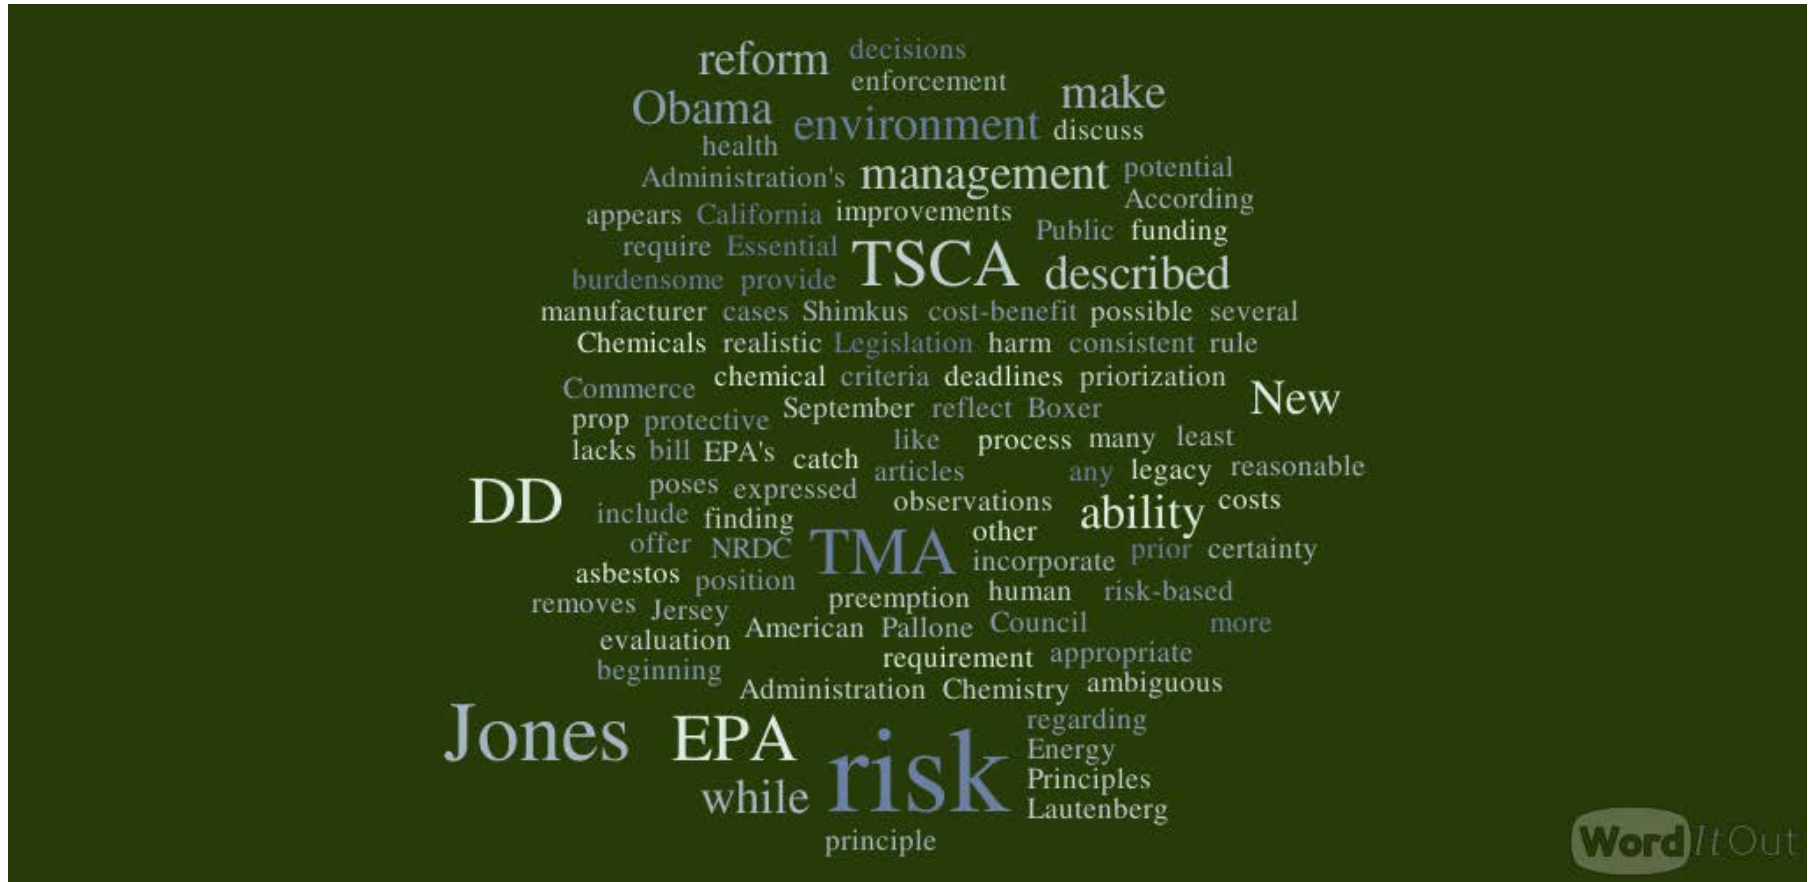 reform decisions
enforcement
Obama environment make
discuss
health
Administration's management potential
According
appears California improvements
Public funding
require Essential TSCA described
burdensome provide
manufacturer cases Shimkus cost-benefit possible several
Chemicals realistic Legislation harm consistent rule
Commerce chemical criteria deadlines priorization
New
prop protective September reflect Boxer
lacks bill EPA's catch like process many least
articles any legacy reasonable
DD poses expressed observations ability costs
include finding other
offer NRDC TMA incorporate prior certainty
asbestos position preemption human risk-based
removes Jersey
evaluation American Pallone Council more
beginning requirement appropriate
Administration Chemistry ambiguous
Jones EPA risk regarding
Energy
while Principles
Lautenberg
principle
WordItOut